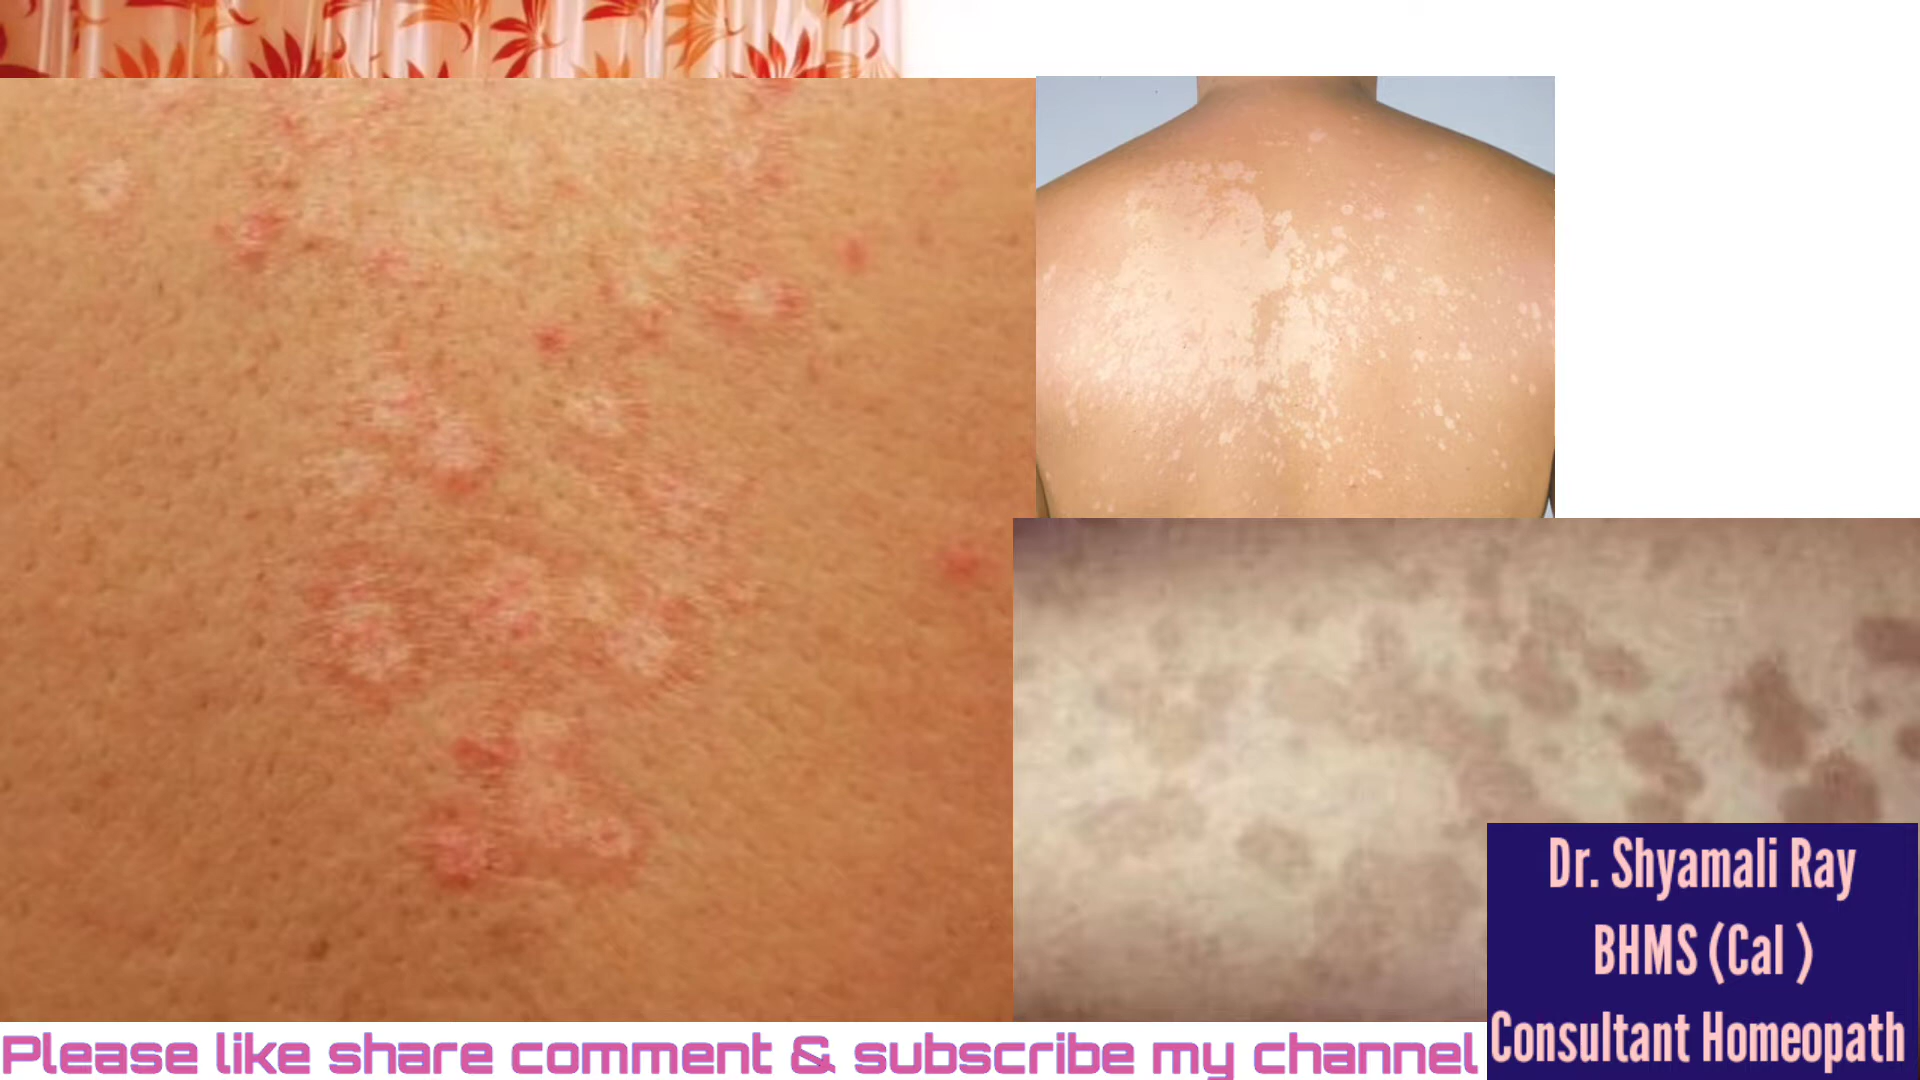 Dr. Shyamali Ray
BHMS (Cal )
Consultant Homeopath
Please like share comment & subscribe my channel